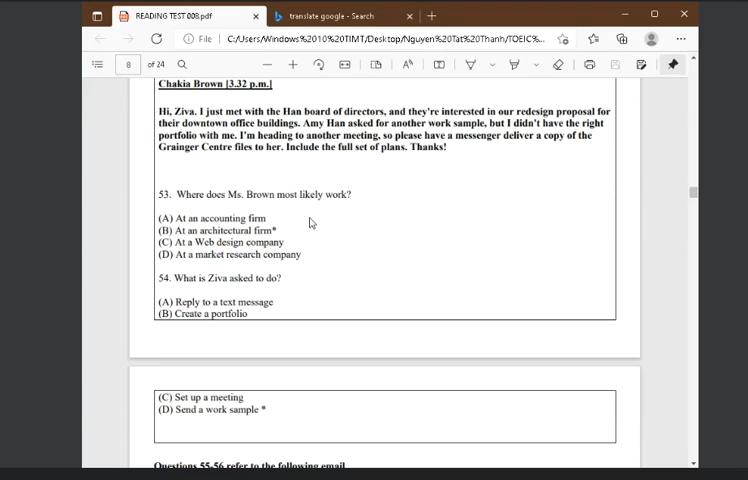 READING TEST 008.pdf
translate google - Search
File
C:/Users/Windows%2010%20TIMT/Desktop/Nguyen%20Tat%20Thanh/TOEIC%...
8 of 24
Chakia Brown [3.32 p.m.]
Hi, Ziva. I just met with the Han board of directors, and they're interested in our redesign proposal for
their downtown office buildings. Amy Han asked for another work sample, but I didn't have the right
portfolio with me. I'm heading to another meeting, so please have a messenger deliver a copy of the
Grainger Centre files to her. Include the full set of plans. Thanks!
53. Where does Ms. Brown most likely work?
(A) At an accounting firm
(B) At an architectural firm*
(C) At a Web design company
(D) At a market research company
54. What is Ziva asked to do?
(A) Reply to a text message
(B) Create a portfolio
(C) Set up a meeting
(D) Send a work sample *
Questions 55-56 refer to the following email